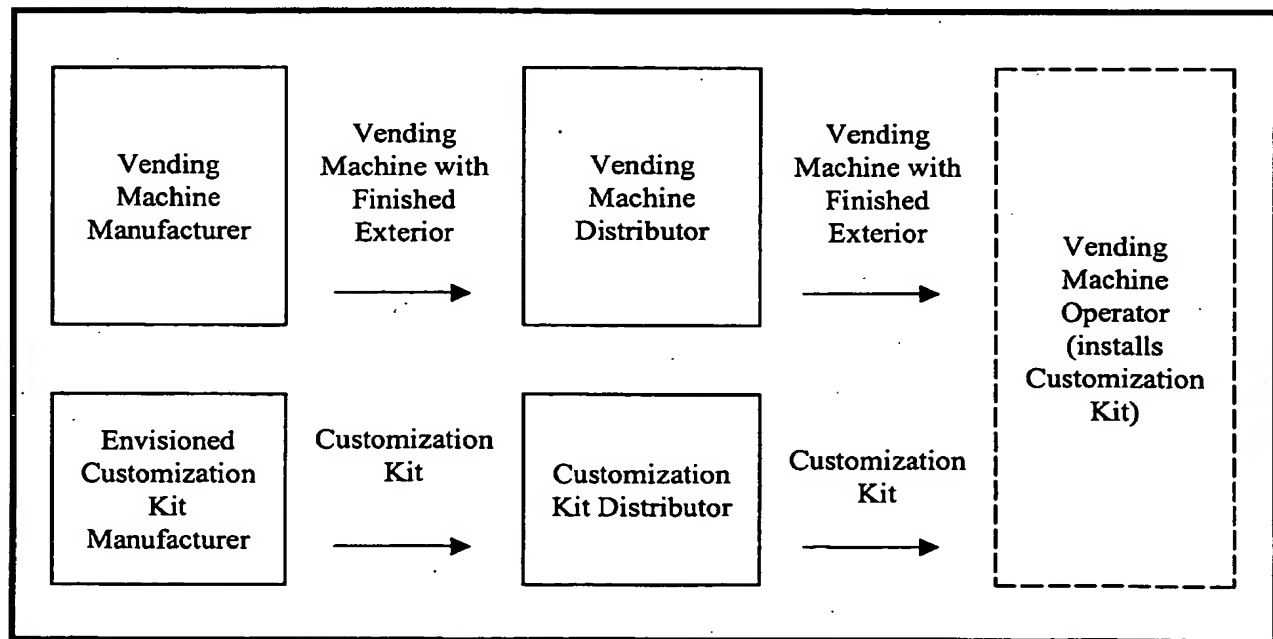 Vending
Machine
Manufacturer
Vending
Machine with
Finished
Exterior
Vending
Machine
Distributor
Vending
Machine with
Finished
Exterior
Vending
Machine
Operator
(installs
Customization
Kit)
Envisioned
Customization
Kit
Manufacturer
Customization
Kit
Customization
Kit Distributor
Customization
Kit